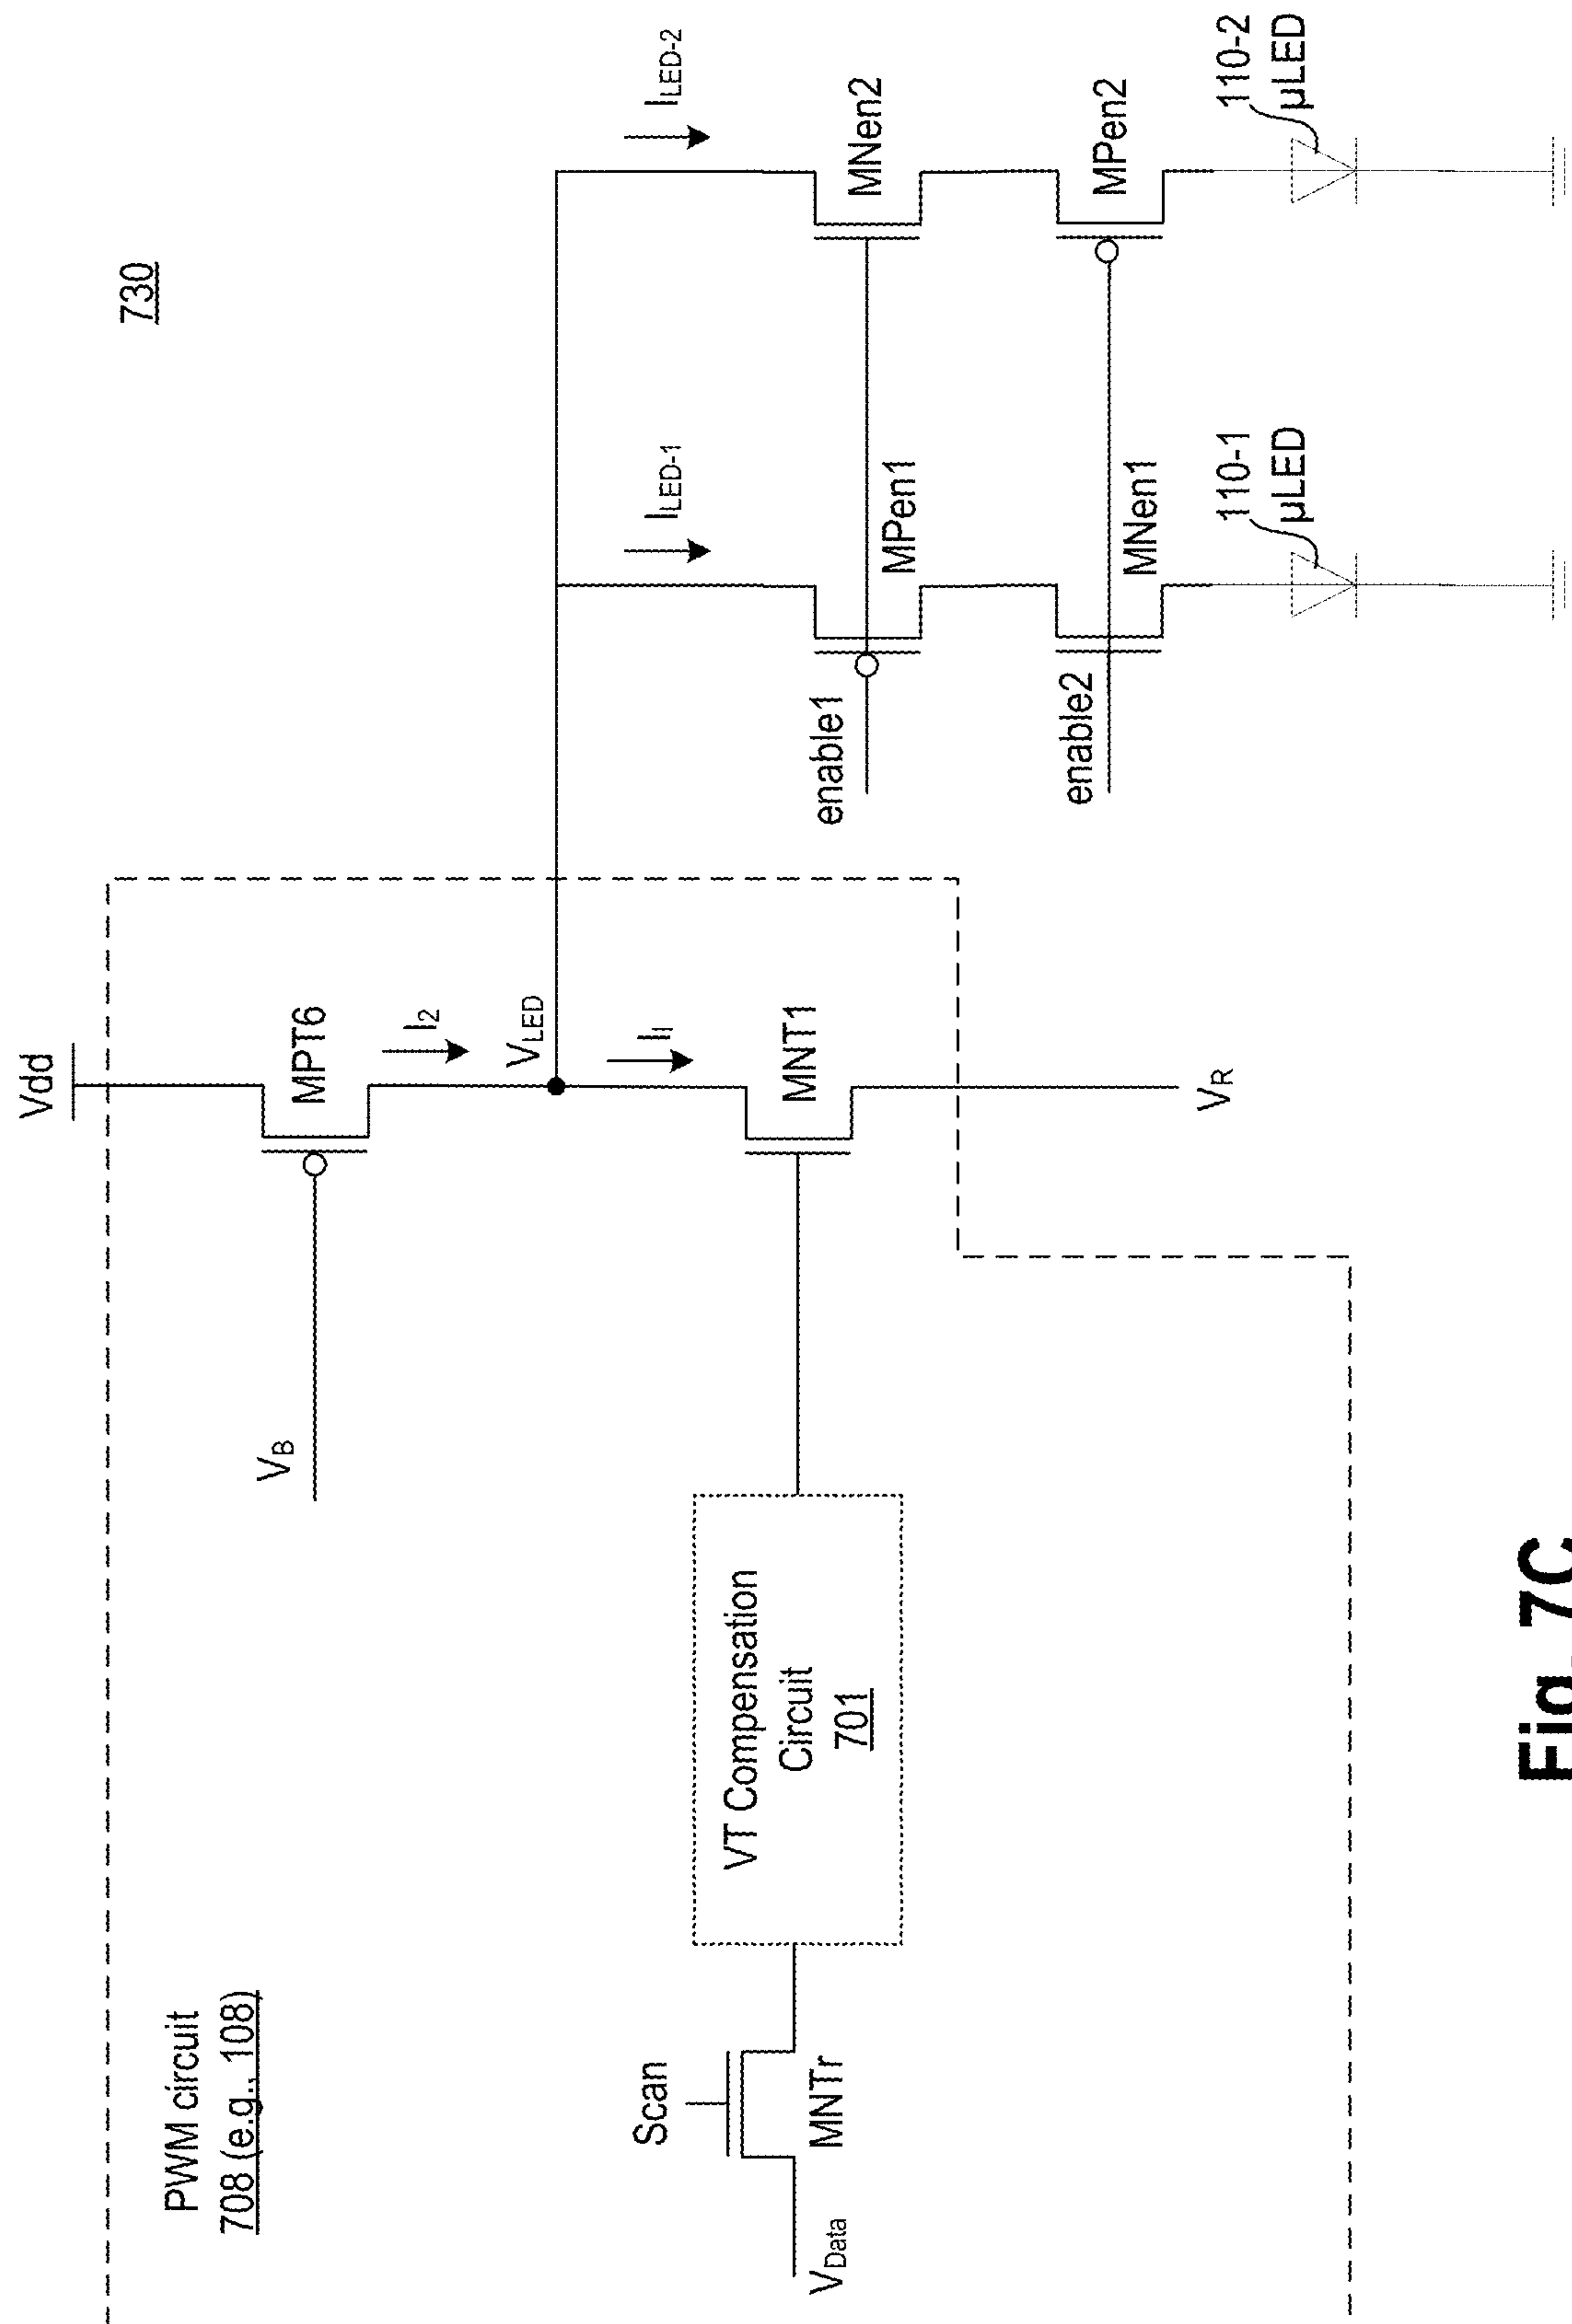 730
Vdd
PWM circuit
708 (e.g., 108)
V_B
MPT6
I_2
V_LED
I_LED-1
I_LED-2
I_I
Scan
MNTr
V_Data
VT Compensation
Circuit
701
MNT1
V_R
enable1
MPen1
MNen2
enable2
MNen1
MPen2
110-1
µLED
110-2
µLED
Fig. 7C